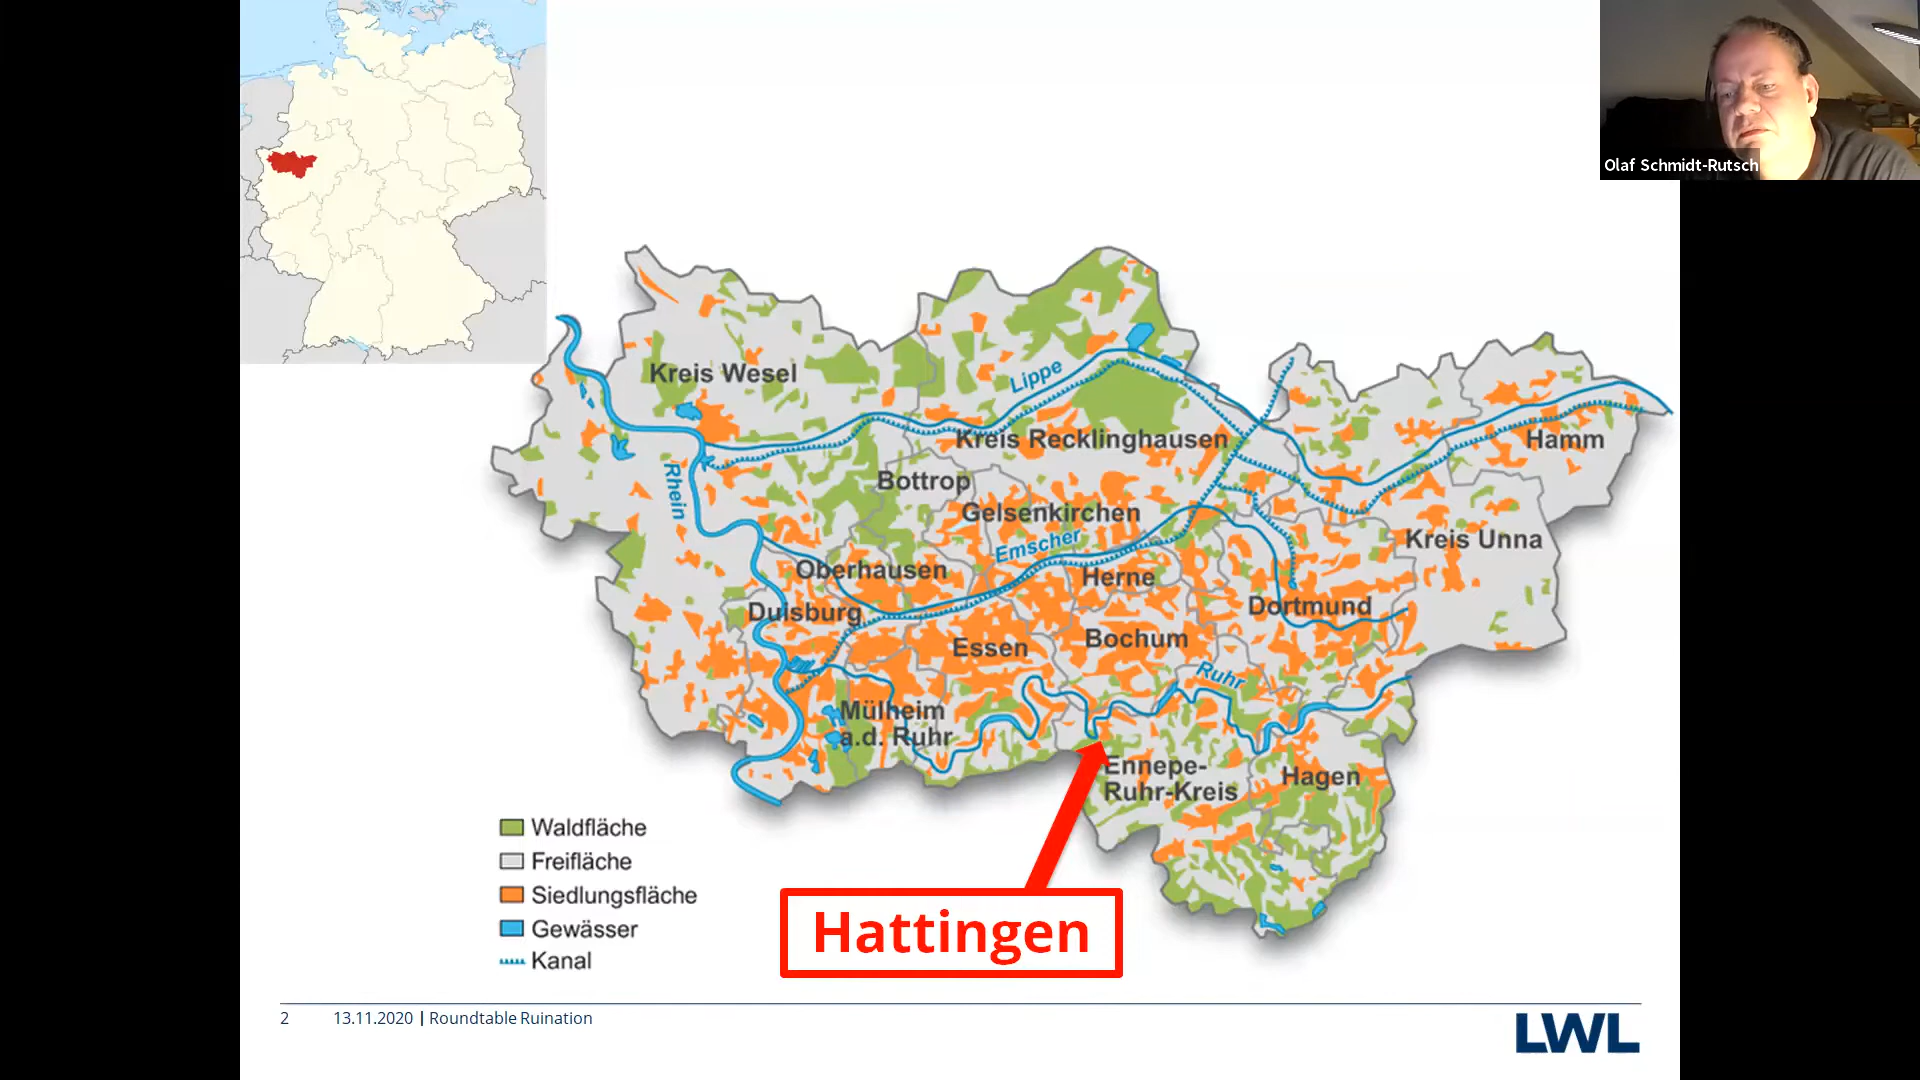 Olaf Schmidt-Rutsch
Kreis Wesel
Lippe
Kreis Recklinghausen
Hamm
Rhein
Bottrop
Gelsenkirchen
Emscher
Kreis Unna
Oberhausen
Herne
Duisburg
Dortmund
Essen
Bochum
Ruhr
Mülheim
a.d. Ruhr
Ennepe-
Ruhr-Kreis
Hagen
Waldfläche
Freifläche
Siedlungsfläche
Gewässer
Kanal
Hattingen
2 13.11.2020 | Roundtable Ruination
LWL